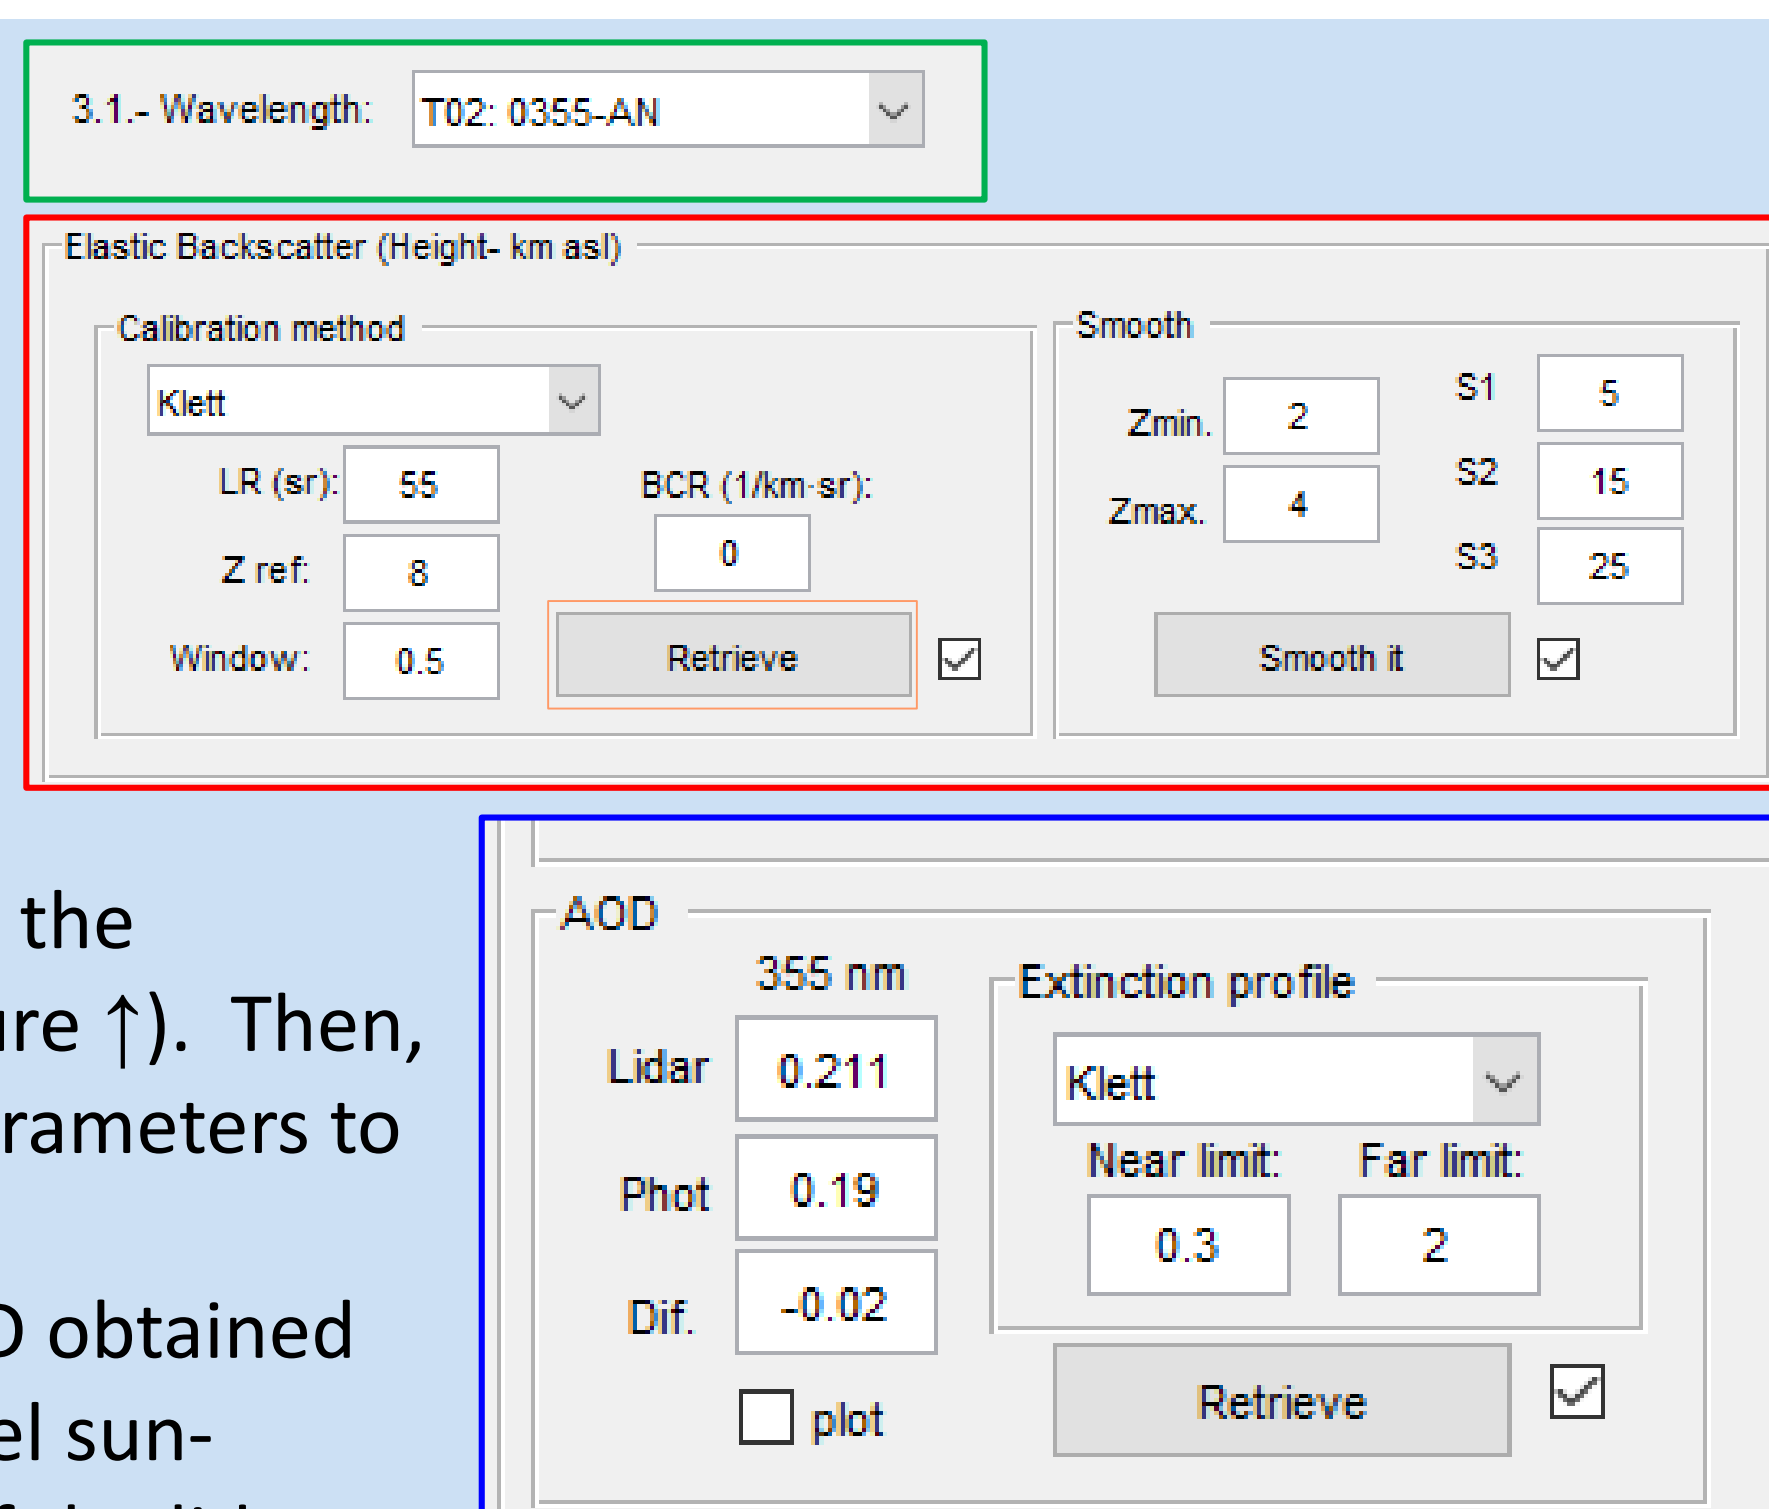 3.1.- Wavelength: T02: 0355-AN
Elastic Backscatter (Height- km asl)
Calibration method
Klett
LR (sr): 55
BCR (1/km-sr):
Z ref: 8
0
Window: 0.5
Retrieve
Smooth
Zmin. 2
Zmax. 4
S1 5
S2 15
S3 25
Smooth it
the
↑). Then,
to
obtained
sun-
AOD
355 nm
Lidar 0.211
Phot 0.19
Dif. -0.02
plot
Extinction profile
Klett
Near limit: Far limit:
0.3 2
Retrieve